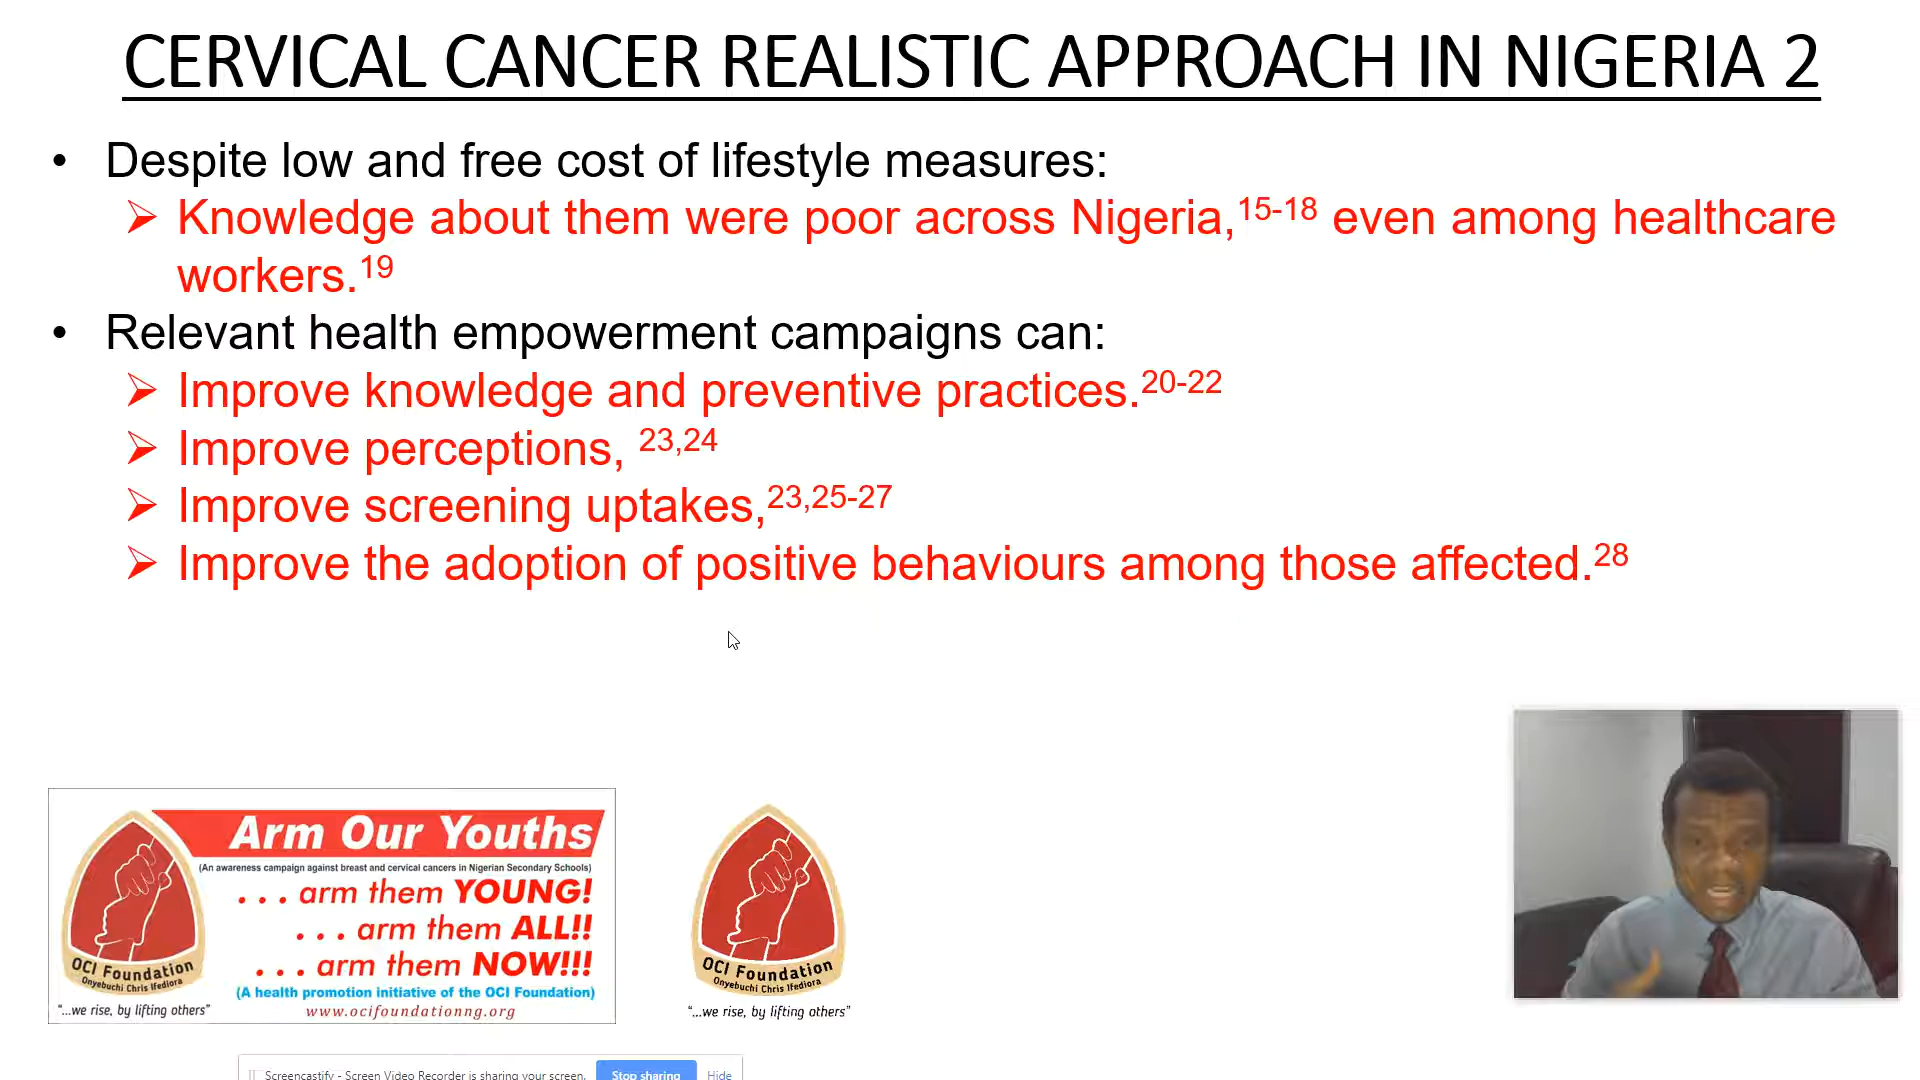 CERVICAL CANCER REALISTIC APPROACH IN NIGERIA 2
• Despite low and free cost of lifestyle measures:
➢ Knowledge about them were poor across Nigeria,15-18 even among healthcare
workers.19
• Relevant health empowerment campaigns can:
➢ Improve knowledge and preventive practices.20-22
➢ Improve perceptions, 23,24
➢ Improve screening uptakes,23,25-27
➢ Improve the adoption of positive behaviours among those affected.28
Arm Our Youths
(An awareness campaign against breast and cervical cancers in Nigerian Secondary Schools)
. . . arm them YOUNG!
. . . arm them ALL!!
. . . arm them NOW!!!
(A health promotion initiative of the OCI Foundation)
www.ocifoundationng.org
OCI Foundation
Onyebuchi Chris Ifediora
“...we rise, by lifting others”
OCI Foundation
Onyebuchi Chris Ifediora
“...we rise, by lifting others”
Screencastify - Screen Video Recorder is sharing your screen.
Stop sharing
Hide